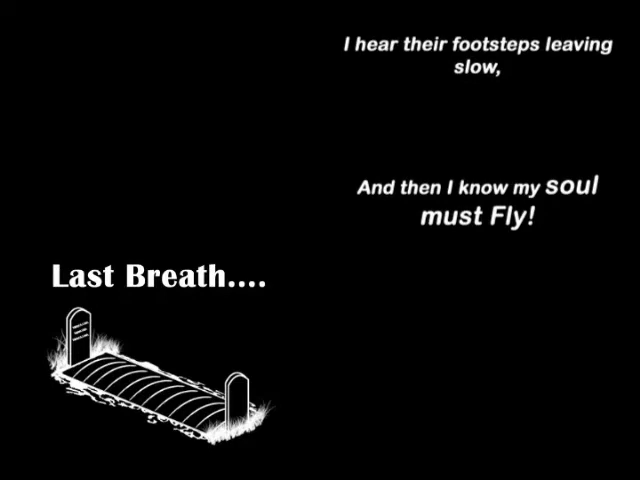 I hear their footsteps leaving
slow,
And then I know my soul
must Fly!
Last Breath....